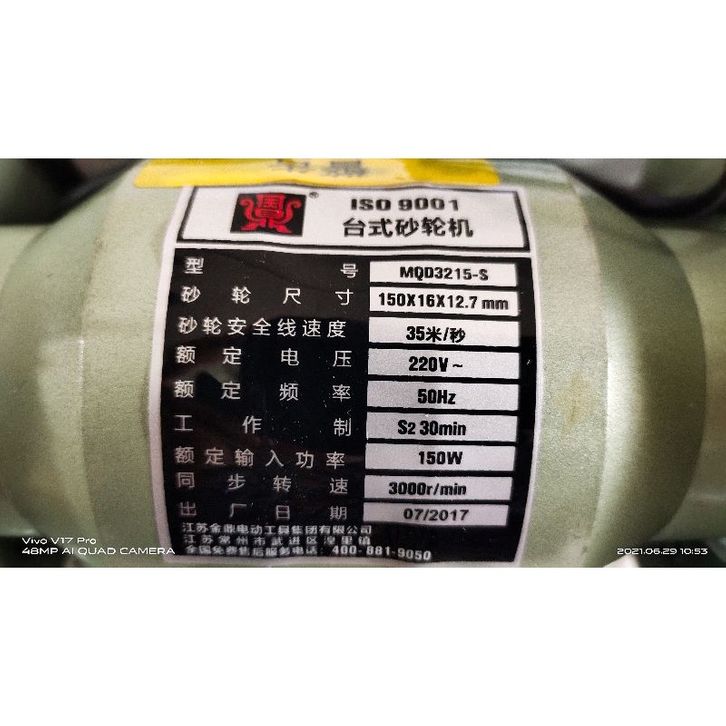 ®
ISO 9001
台式砂轮机
型号 MQD3215-S
砂轮尺寸 150X16X12.7 mm
砂轮安全线速度 35米/秒
额定电压 220V ~
额定频率 50Hz
工作制 S2 30min
额定输入功率 150W
同步转速 3000r/min
出厂日期 07/2017
江苏金鼎电动工具集团有限公司
江苏常州市武进区湟里镇
全国免费售后服务电话: 400-881-9050
Vivo V17 Pro
48MP AI QUAD CAMERA
2021.06.29 10:53